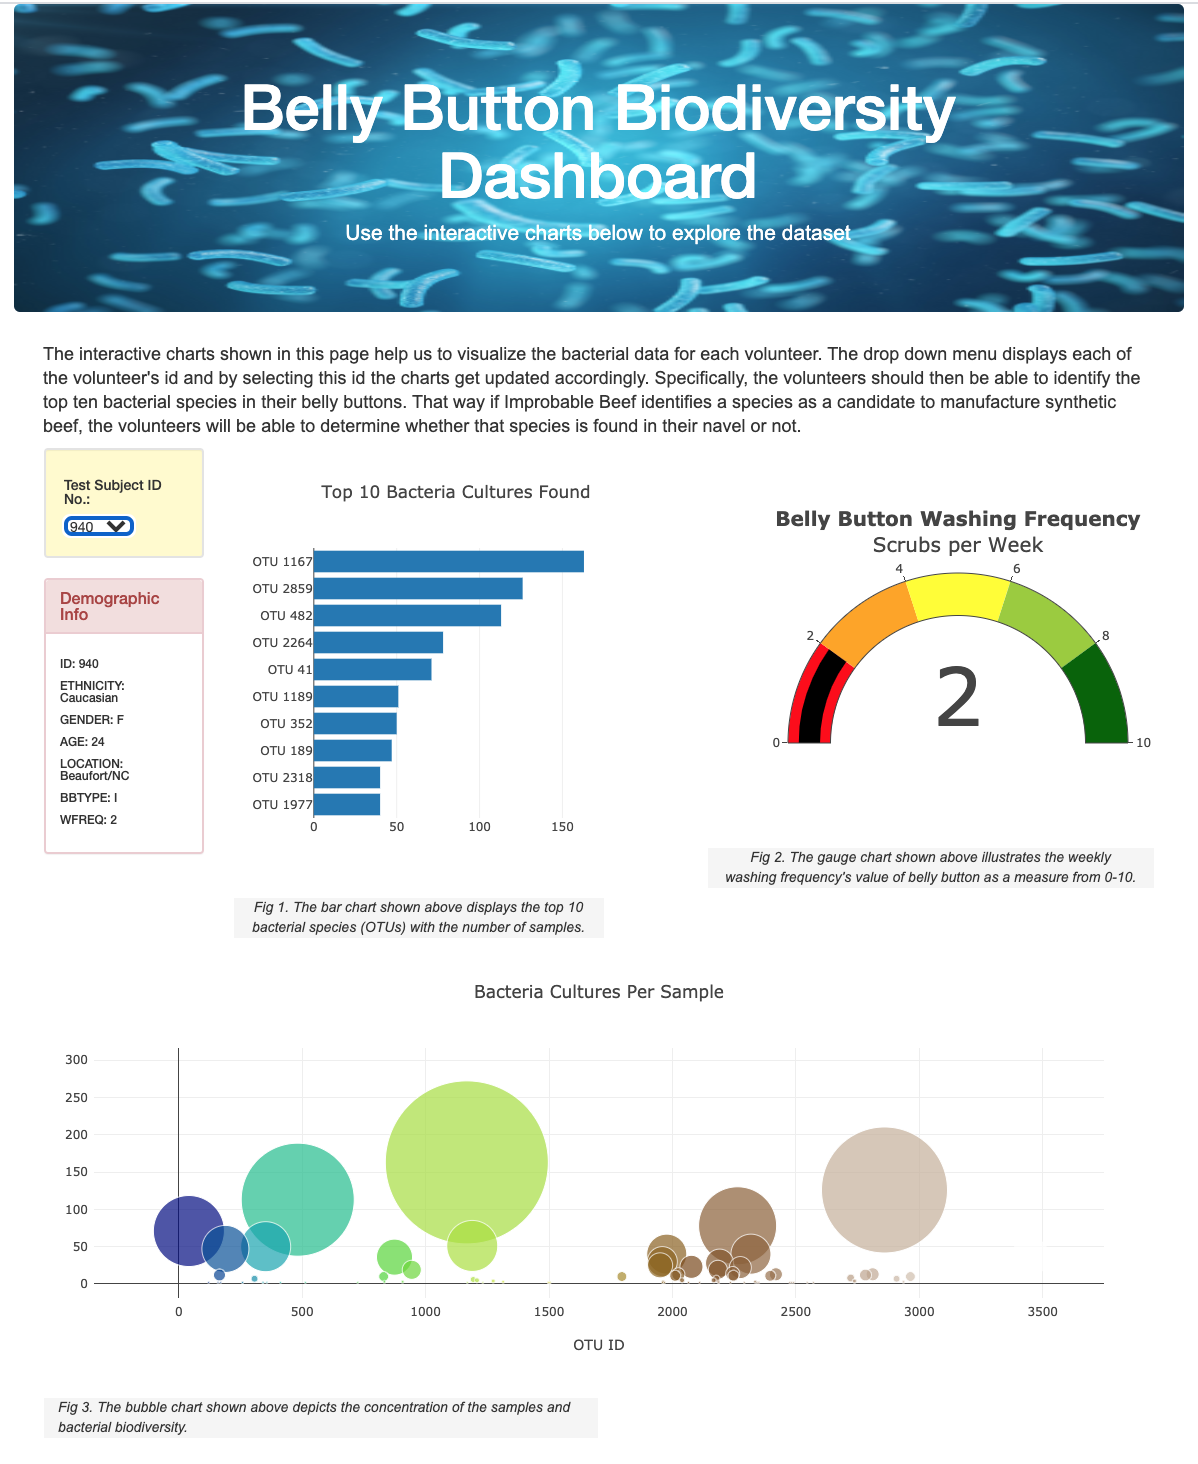 Belly Button Biodiversity
Dashboard
Use the interactive charts below to explore the dataset
The interactive charts shown in this page help us to visualize the bacterial data for each volunteer. The drop down menu displays each of
the volunteer's id and by selecting this id the charts get updated accordingly. Specifically, the volunteers should then be able to identify the
top ten bacterial species in their belly buttons. That way if Improbable Beef identifies a species as a candidate to manufacture synthetic
beef, the volunteers will be able to determine whether that species is found in their navel or not.
Test Subject ID
No.:
940
Demographic
Info
ID: 940
ETHNICITY:
Caucasian
GENDER: F
AGE: 24
LOCATION:
Beaufort/NC
BBTYPE: I
WFREQ: 2
Top 10 Bacteria Cultures Found
OTU 1167
OTU 2859
OTU 482
OTU 2264
OTU 41
OTU 1189
OTU 352
OTU 189
OTU 2318
OTU 1977
0 50 100 150
Fig 1. The bar chart shown above displays the top 10
bacterial species (OTUs) with the number of samples.
Belly Button Washing Frequency
Scrubs per Week
4 6
2 8
2
0 10
Fig 2. The gauge chart shown above illustrates the weekly
washing frequency's value of belly button as a measure from 0-10.
Bacteria Cultures Per Sample
300
250
200
150
100
50
0
0 500 1000 1500 2000 2500 3000 3500
OTU ID
Fig 3. The bubble chart shown above depicts the concentration of the samples and
bacterial biodiversity.